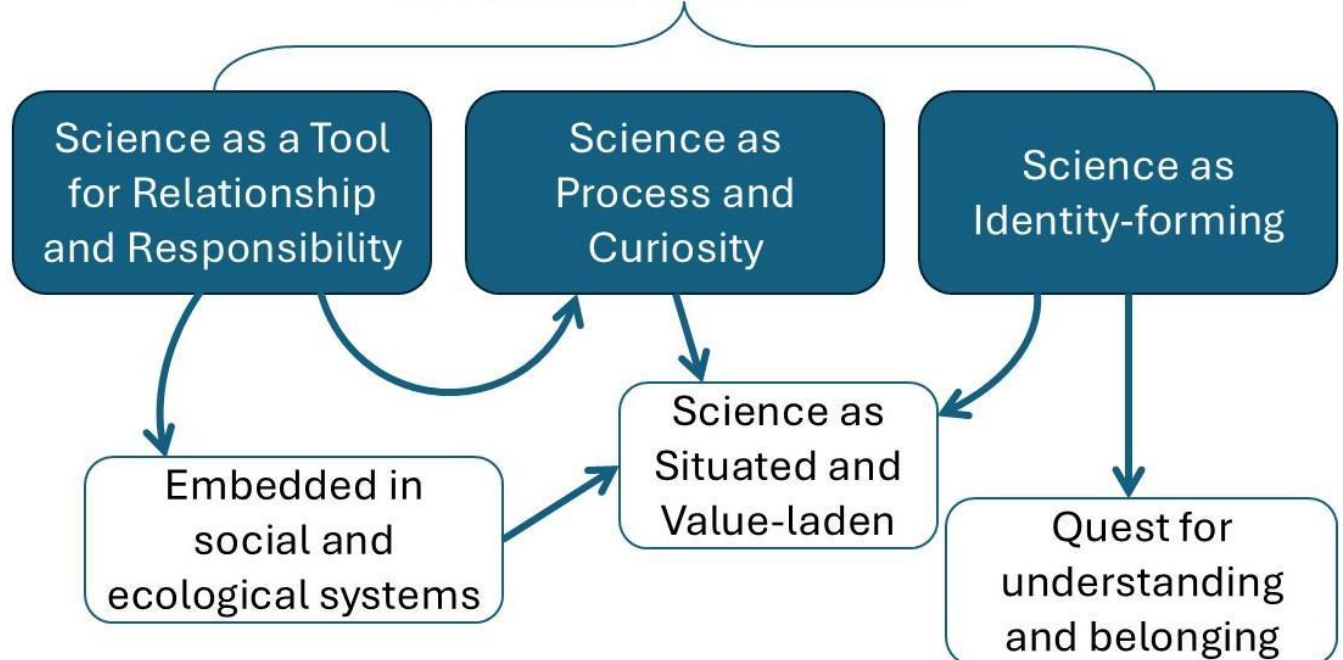 Science as a Tool
for Relationship
and Responsibility
Science as
Process and
Curiosity
Science as
Identity-forming
Embedded in
social and
ecological systems
Science as
Situated and
Value-laden
Quest for
understanding
and belonging